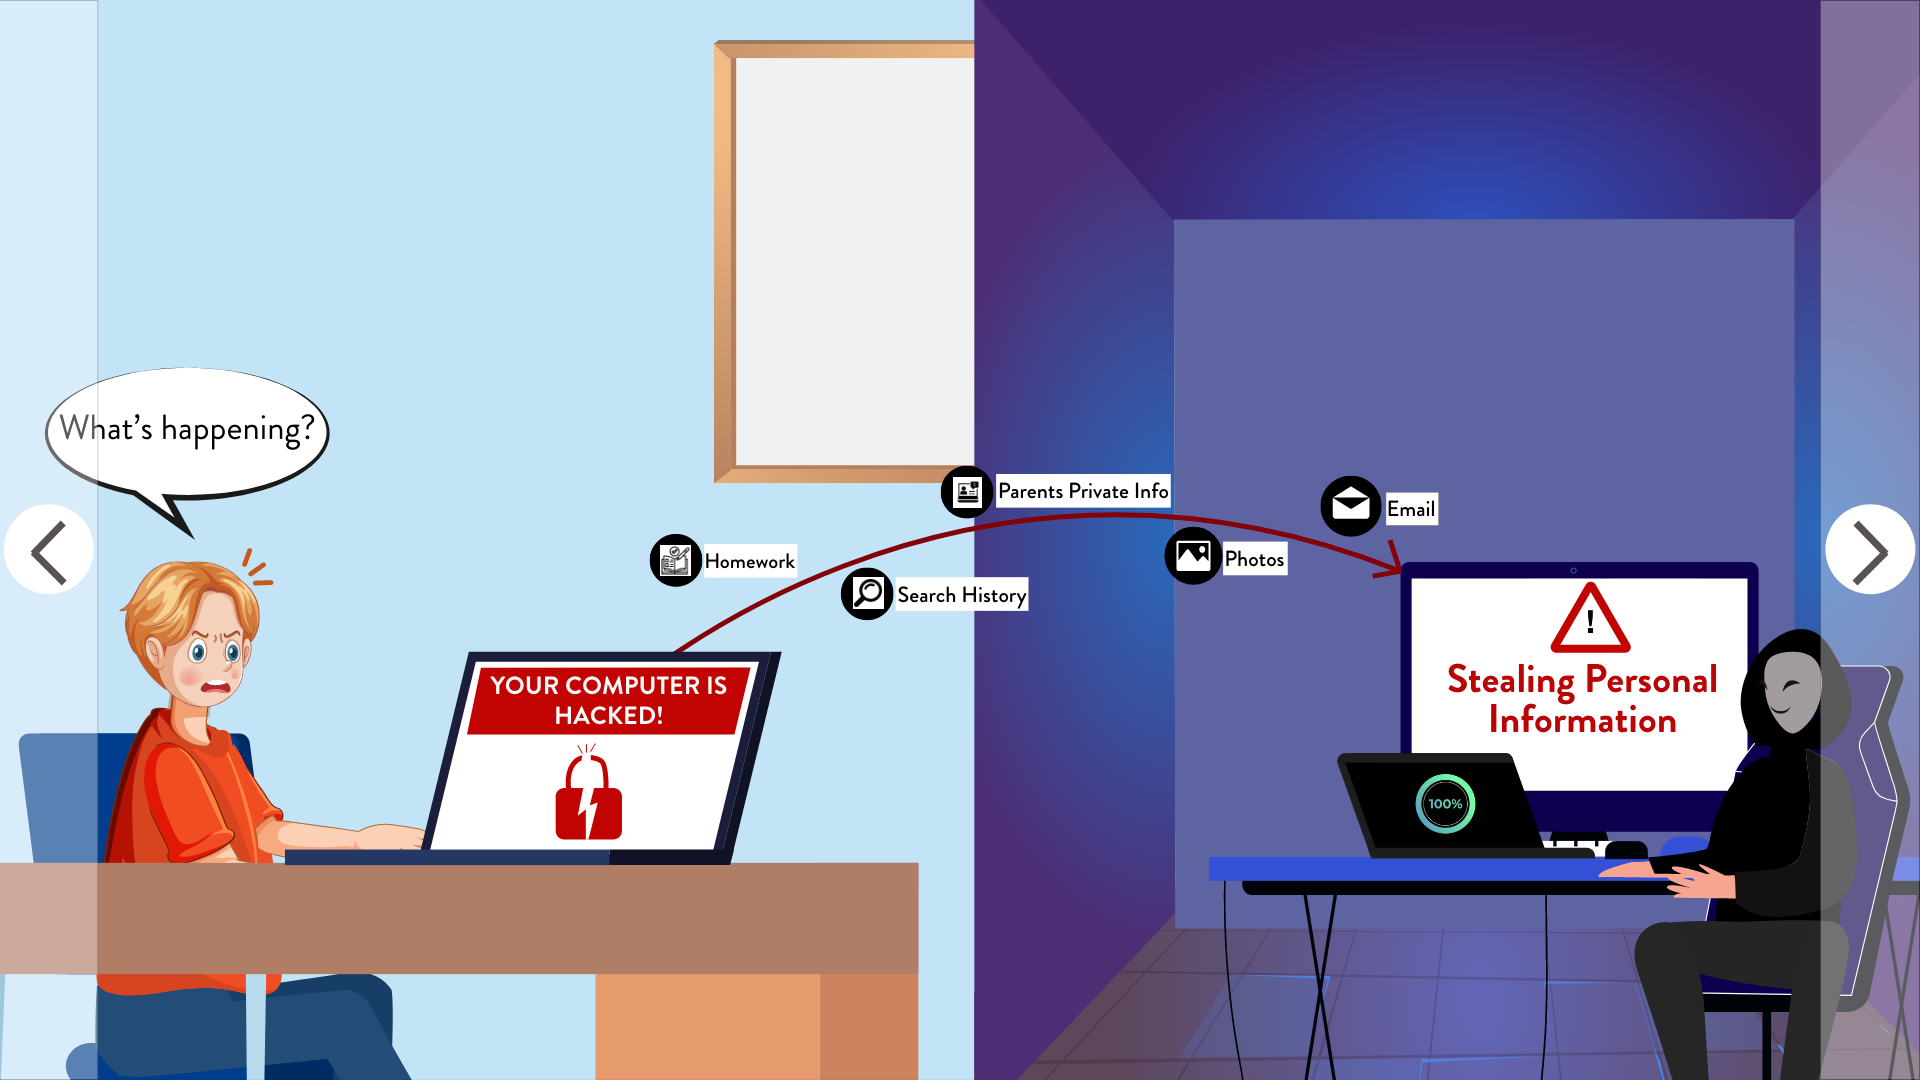 What's happening?
YOUR COMPUTER IS
HACKED!
Homework
Search History
Parents Private Info
Photos
Email
!
Stealing Personal
Information
100%